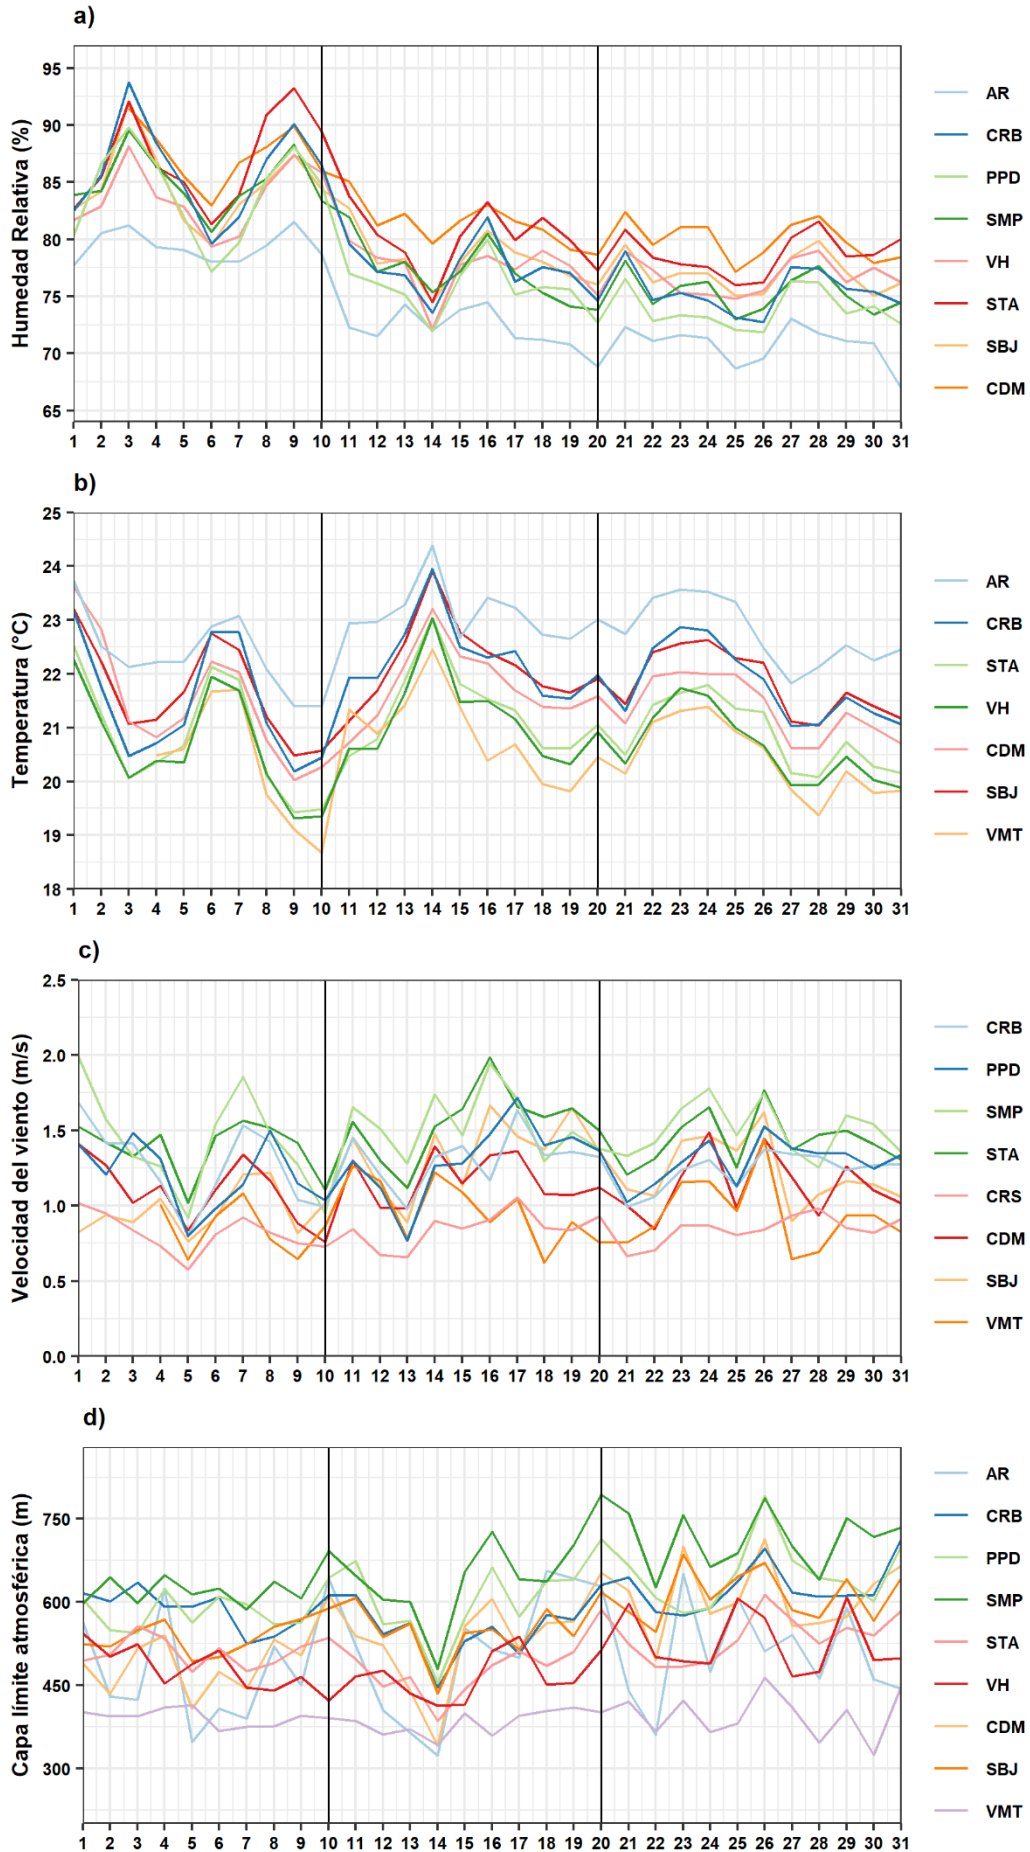 a)
Humedad Relativa (%)
95
90
85
80
75
70
65
1 2 3 4 5 6 7 8 9 10 11 12 13 14 15 16 17 18 19 20 21 22 23 24 25 26 27 28 29 30 31
AR
CRB
PPD
SMP
VH
STA
SBJ
CDM
b)
Temperatura (°C)
25
24
23
22
21
20
19
18
1 2 3 4 5 6 7 8 9 10 11 12 13 14 15 16 17 18 19 20 21 22 23 24 25 26 27 28 29 30 31
AR
CRB
STA
VH
CDM
SBJ
VMT
c)
Velocidad del viento (m/s)
2.5
2.0
1.5
1.0
0.5
0.0
1 2 3 4 5 6 7 8 9 10 11 12 13 14 15 16 17 18 19 20 21 22 23 24 25 26 27 28 29 30 31
CRB
PPD
SMP
STA
CRS
CDM
SBJ
VMT
d)
Capa limite atmosférica (m)
750
600
450
300
1 2 3 4 5 6 7 8 9 10 11 12 13 14 15 16 17 18 19 20 21 22 23 24 25 26 27 28 29 30 31
AR
CRB
PPD
SMP
STA
VH
CDM
SBJ
VMT